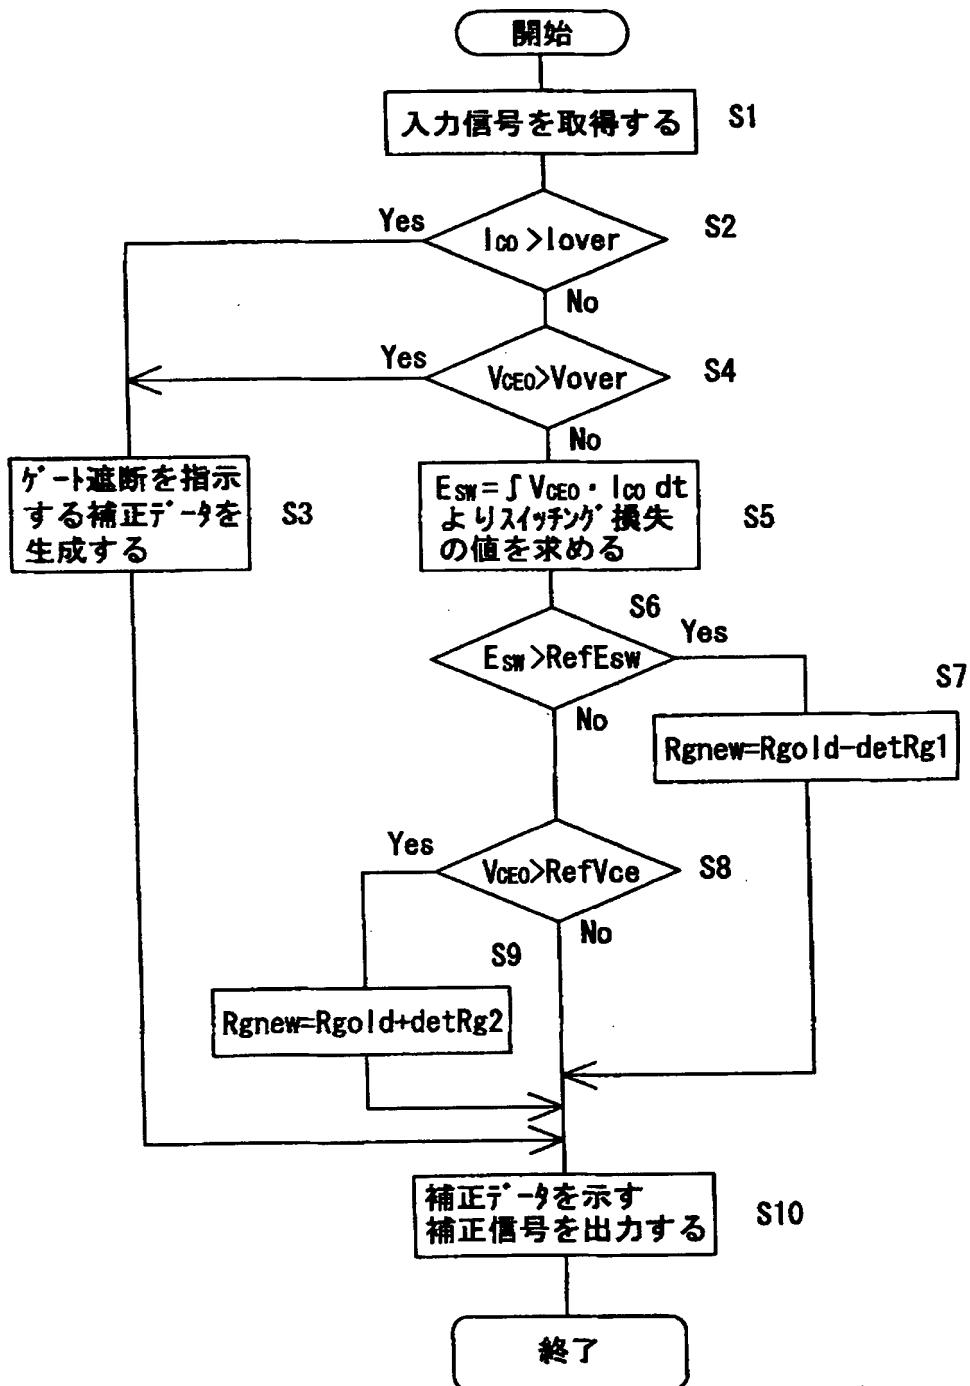 開始
入力信号を取得する
S1
Yes
ICO>Iover
S2
No
Yes
VCEO>Vover
S4
No
ゲート遮断を指示
する補正データを
生成する
S3
ESW=∫VCEO・ICO dt
よりスイッチング損失
の値を求める
S5
S6
ESW>RefEsw
Yes
No
S7
Rgnew=Rgold-detRg1
Yes
VCEO>RefVce
S8
No
S9
Rgnew=Rgold+detRg2
補正データを示す
補正信号を出力する
S10
終了